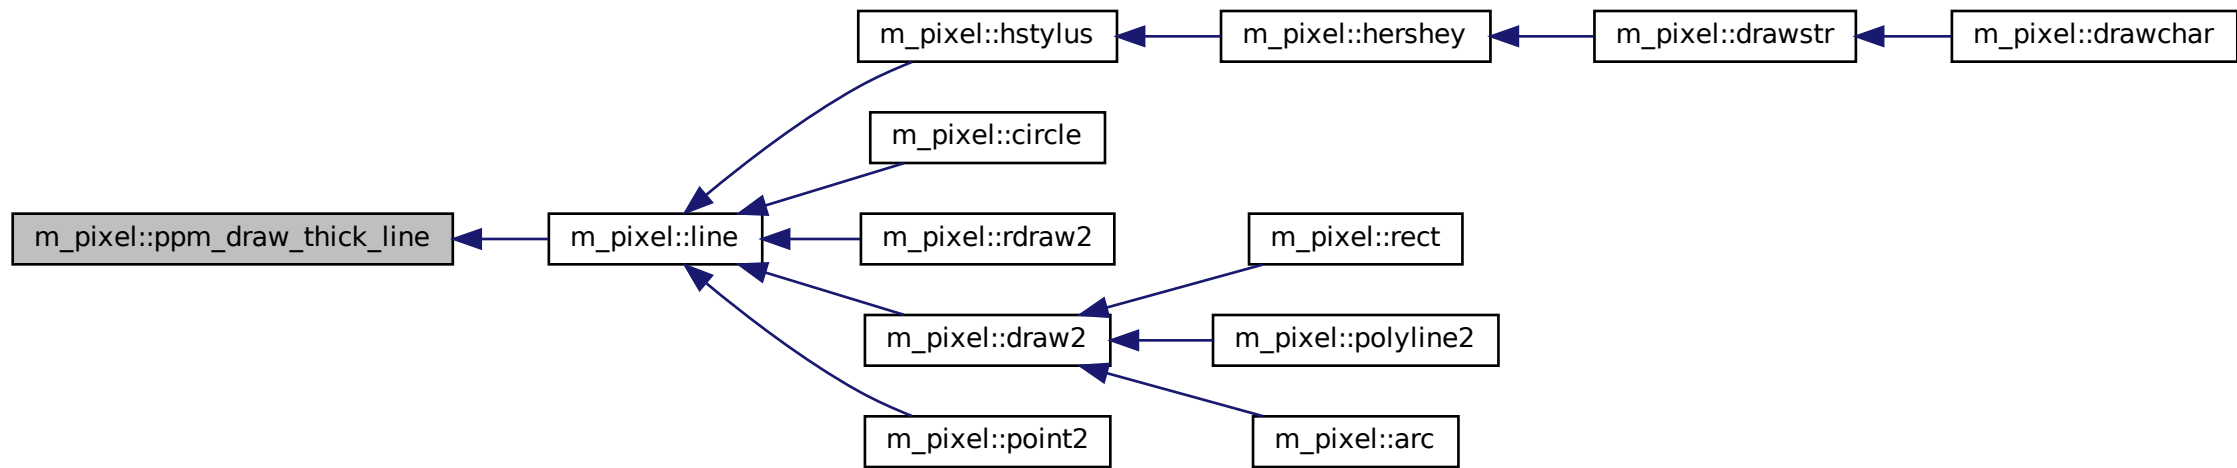 m_pixel::hstylus
m_pixel::hershey
m_pixel::drawstr
m_pixel::drawchar
m_pixel::circle
m_pixel::ppm_draw_thick_line
m_pixel::line
m_pixel::rdraw2
m_pixel::rect
m_pixel::draw2
m_pixel::polyline2
m_pixel::point2
m_pixel::arc